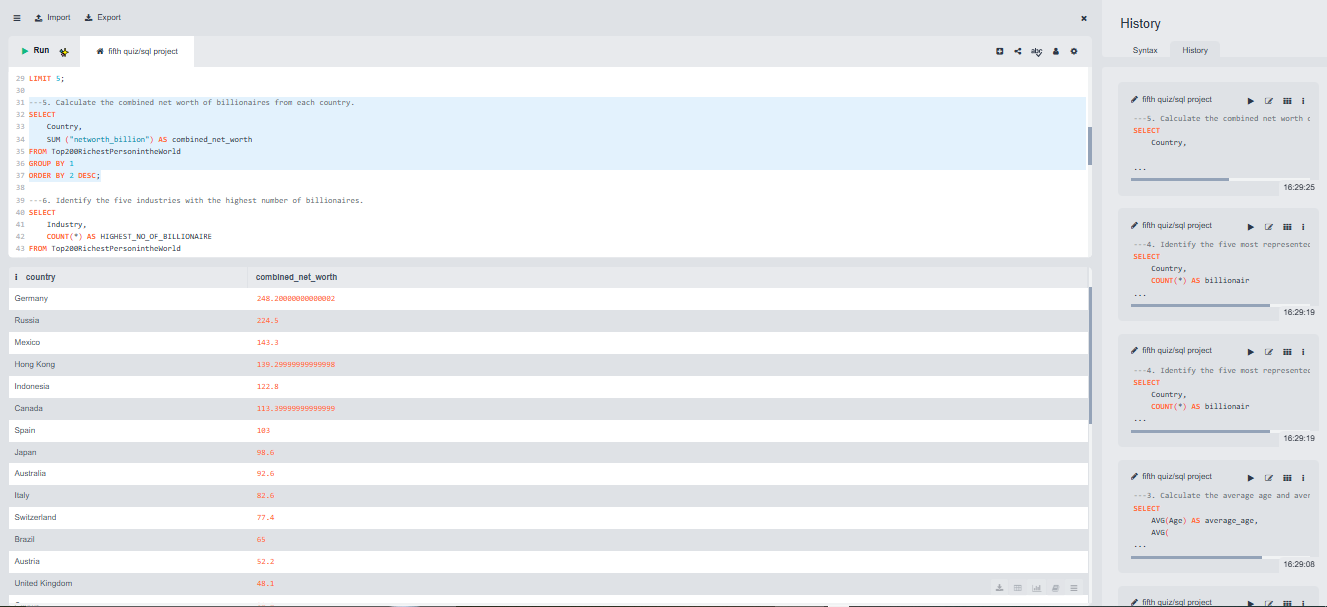 Import Export
Run fifth quiz/sql project
abc
29 LIMIT 5;
30
31 ---5. Calculate the combined net worth of billionaires from each country.
32 SELECT
33 Country,
34 SUM ("networth_billion") AS combined_net_worth
35 FROM Top200RichestPersonintheWorld
36 GROUP BY 1
37 ORDER BY 2 DESC;
38
39 ---6. Identify the five industries with the highest number of billionaires.
40 SELECT
41 Industry,
42 COUNT(*) AS HIGHEST_NO_OF_BILLIONAIRE
43 FROM Top200RichestPersonintheWorld
country combined_net_worth
Germany 248.20000000000002
Russia 224.5
Mexico 143.3
Hong Kong 139.29999999999998
Indonesia 122.8
Canada 113.39999999999999
Spain 103
Japan 98.6
Australia 92.6
Italy 82.6
Switzerland 77.4
Brazil 65
Austria 52.2
United Kingdom 48.1
History
Syntax History
fifth quiz/sql project
---5. Calculate the combined net worth
SELECT
Country,
...
16:29:25
fifth quiz/sql project
---4. Identify the five most represented
SELECT
Country,
COUNT(*) AS billionair
...
16:29:19
fifth quiz/sql project
---4. Identify the five most represented
SELECT
Country,
COUNT(*) AS billionair
...
16:29:19
fifth quiz/sql project
---3. Calculate the average age and aver
SELECT
AVG(Age) AS average_age,
AVG(
...
16:29:08
fifth quiz/sql project